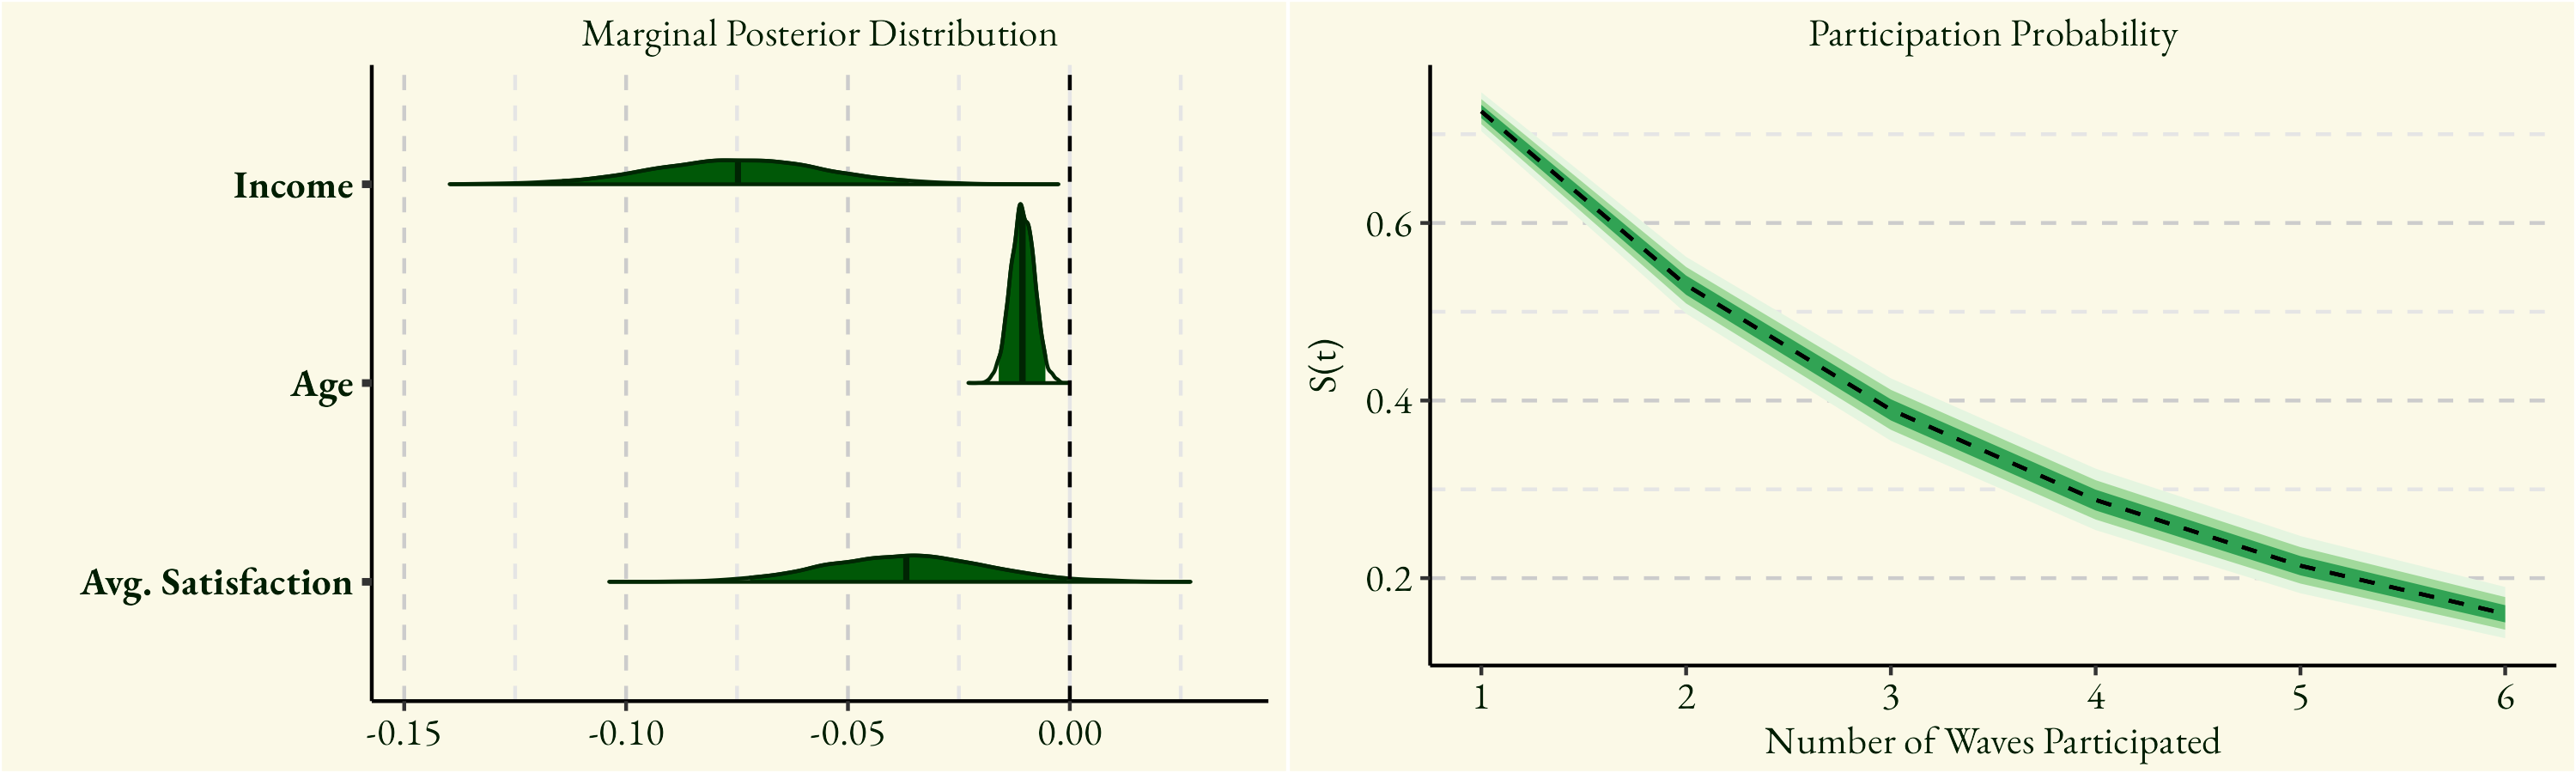 Marginal Posterior Distribution
Income
Age
Avg. Satisfaction
-0.15 -0.10 -0.05 0.00
Participation Probability
S(t)
0.6
0.4
0.2
1 2 3 4 5 6
Number of Waves Participated